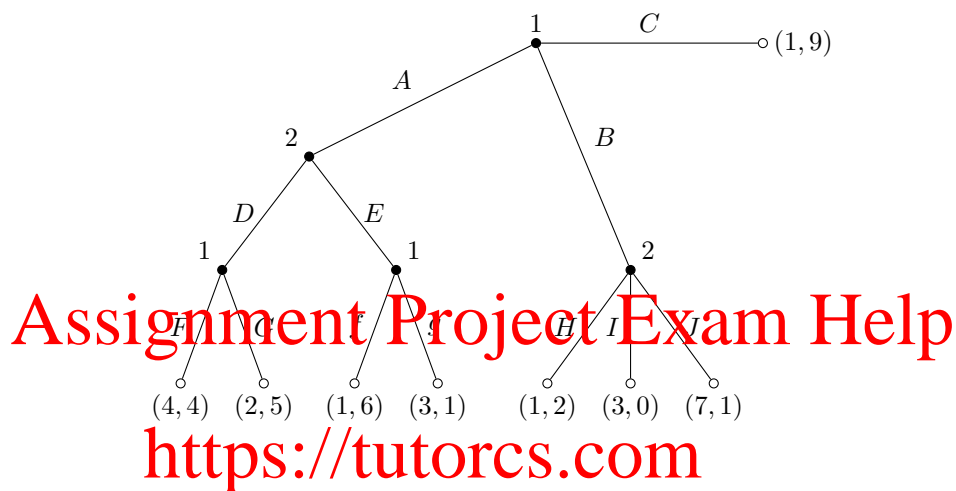 1 C (1, 9)
A
2 B
D E
1 1 2
F G f g H I J
Assignment Project Exam Help
(4, 4) (2, 5) (1, 6) (3, 1) (1, 2) (3, 0) (7, 1)
https://tutorcs.com